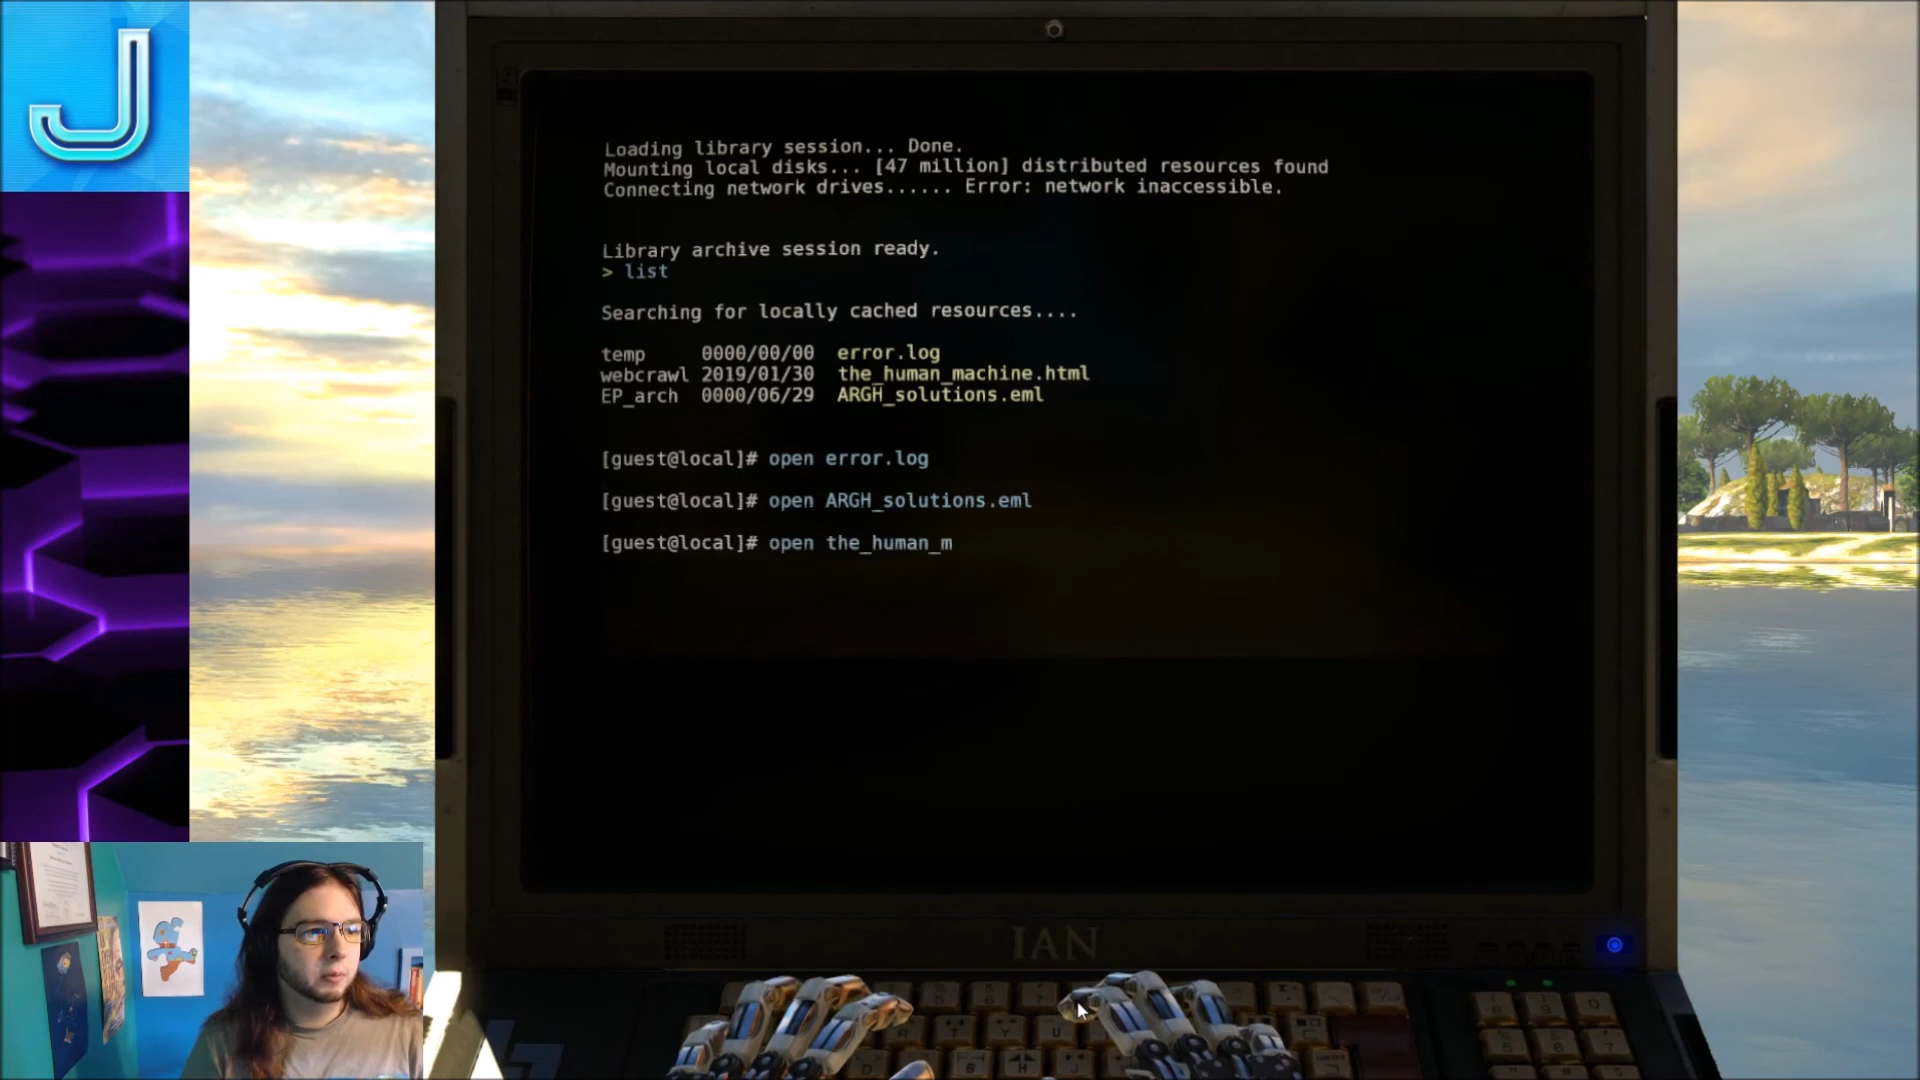 J
Loading library session... Done.
Mounting local disks... [47 million] distributed resources found
Connecting network drives...... Error: network inaccessible.
Library archive session ready.
> list
Searching for locally cached resources....
temp 0000/00/00 error.log
webcrawl 2019/01/30 the_human_machine.html
EP_arch 0000/06/29 ARGH_solutions.eml
[guest@local]# open error.log
[guest@local]# open ARGH_solutions.eml
[guest@local]# open the_human_m
IAN